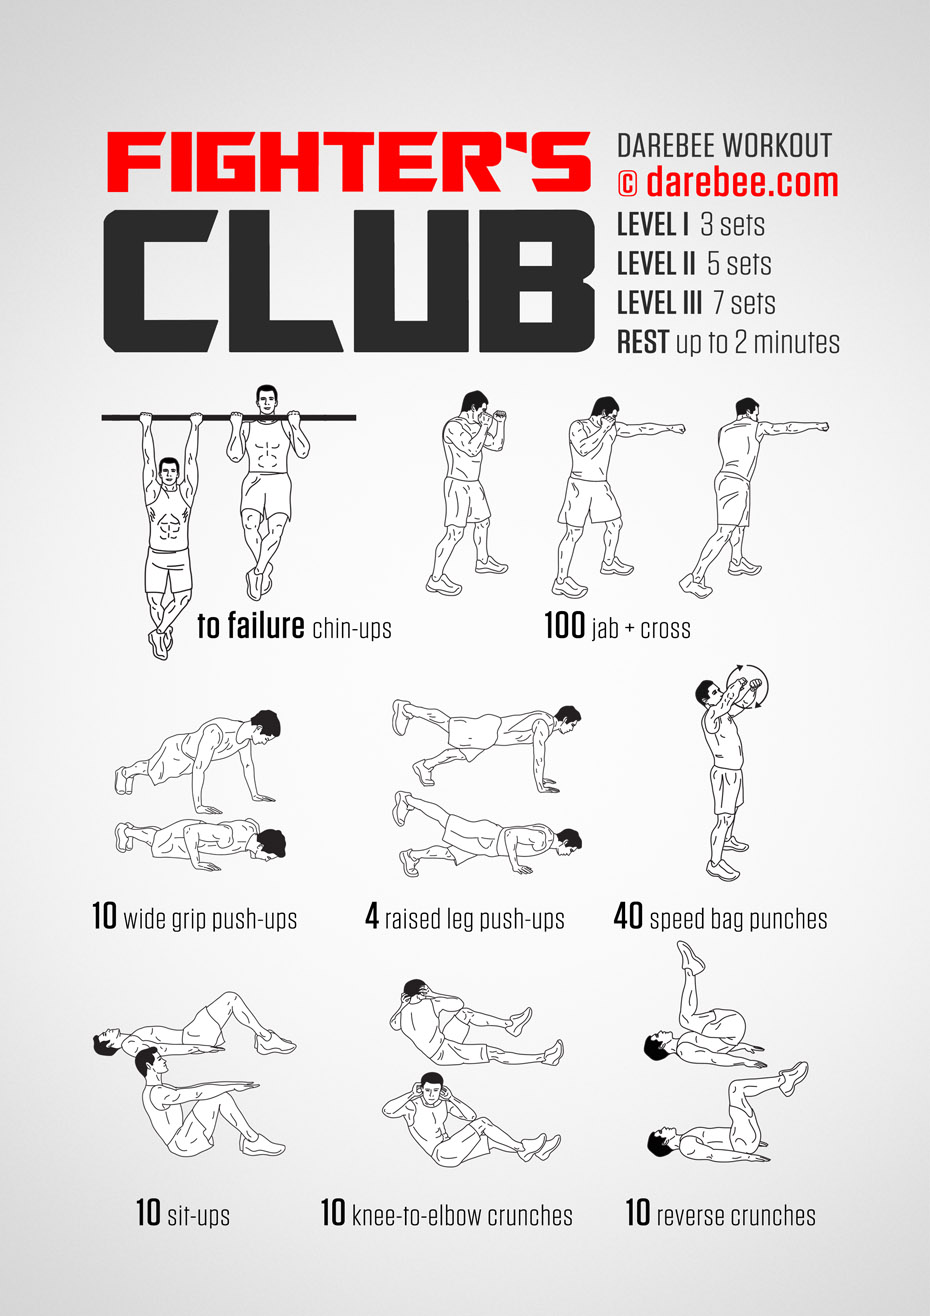 FIGHTER'S
CLUB
DAREBEE WORKOUT
© darebee.com
LEVEL I 3 sets
LEVEL II 5 sets
LEVEL III 7 sets
REST up to 2 minutes
to failure chin-ups
100 jab + cross
10 wide grip push-ups
4 raised leg push-ups
40 speed bag punches
10 sit-ups
10 knee-to-elbow crunches
10 reverse crunches